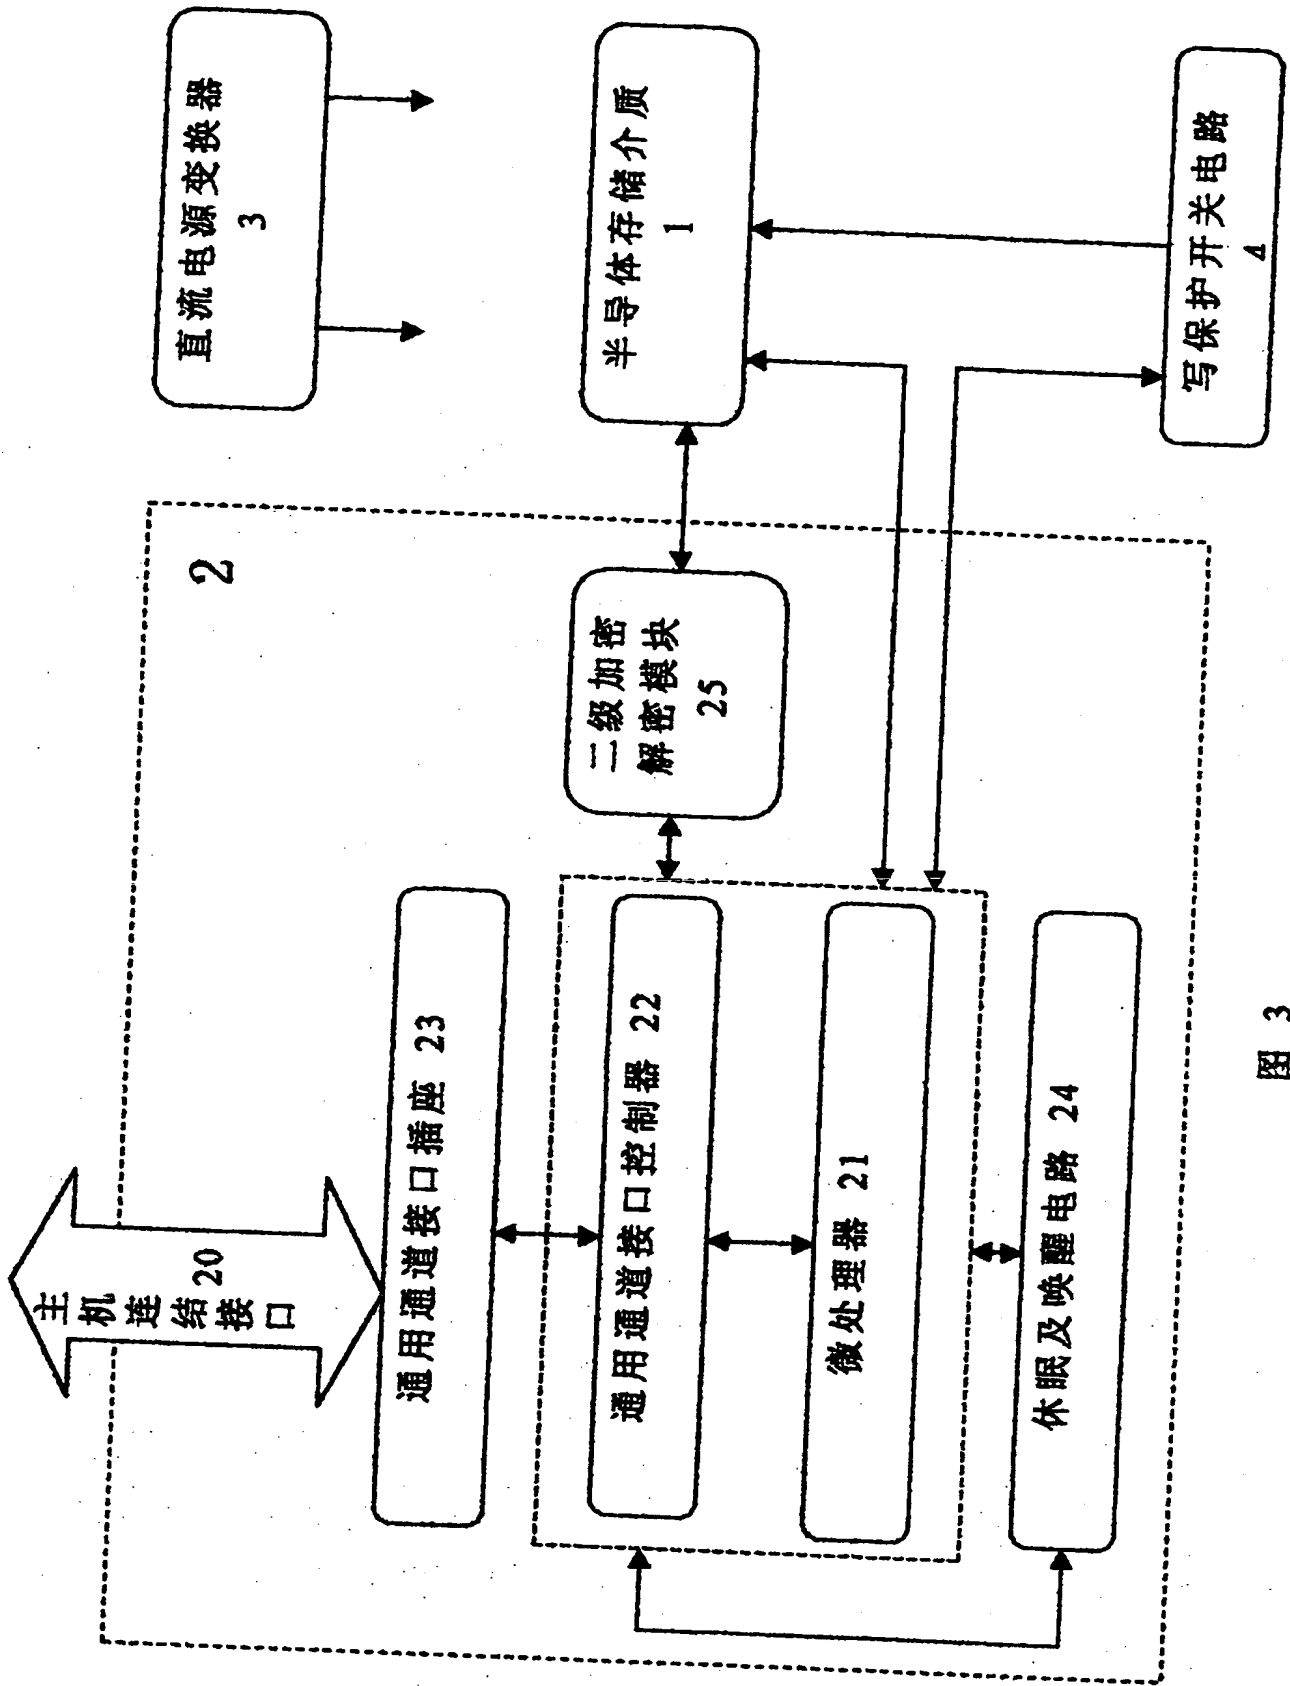 直流电源变换器
3
半导体存储介质
1
写保护开关电路
4
2
二级加密
解密模块
25
主机连结接口
20
通用通道接口插座 23
通用通道接口控制器 22
微处理器 21
休眠及唤醒电路 24
图 3